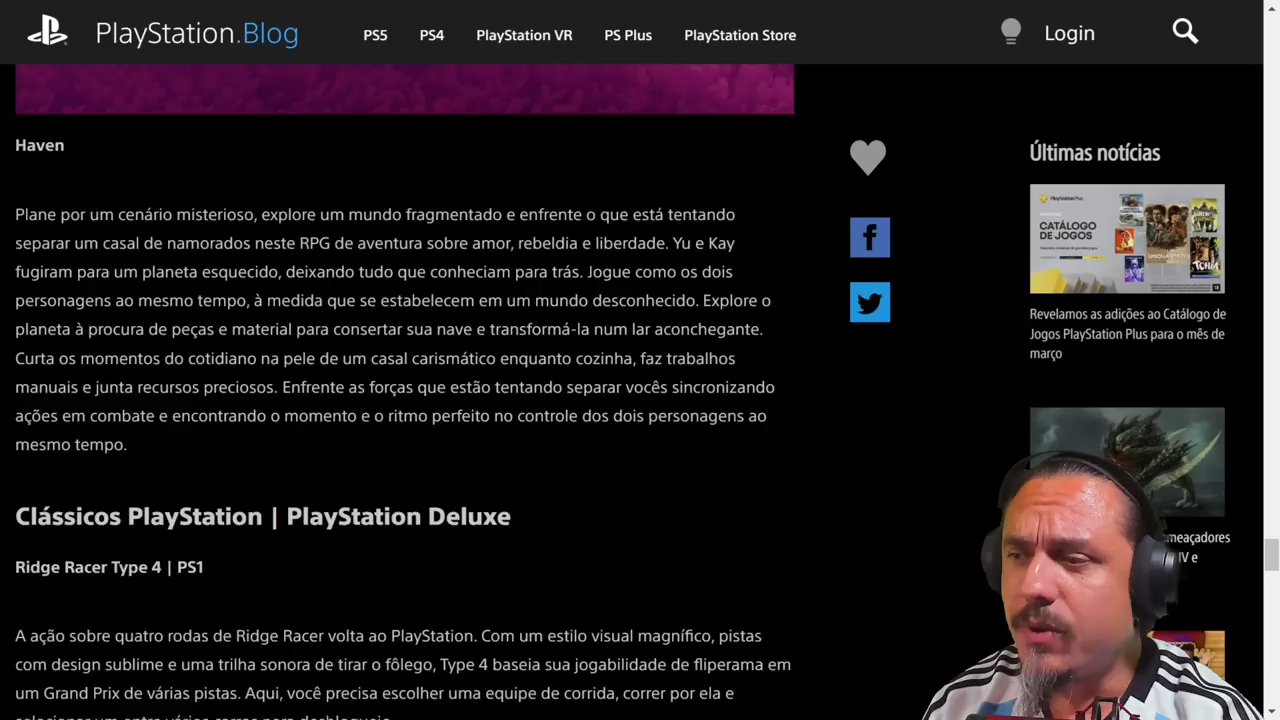 PlayStation.Blog
PS5
PS4
PlayStation VR
PS Plus
PlayStation Store
Login
Haven
Plane por um cenário misterioso, explore um mundo fragmentado e enfrente o que está tentando
separar um casal de namorados neste RPG de aventura sobre amor, rebeldia e liberdade. Yu e Kay
fugiram para um planeta esquecido, deixando tudo que conheciam para trás. Jogue como os dois
personagens ao mesmo tempo, à medida que se estabelecem em um mundo desconhecido. Explore o
planeta à procura de peças e material para consertar sua nave e transformá-la num lar aconchegante.
Curta os momentos do cotidiano na pele de um casal carismático enquanto cozinha, faz trabalhos
manuais e junta recursos preciosos. Enfrente as forças que estão tentando separar vocês sincronizando
ações em combate e encontrando o momento e o ritmo perfeito no controle dos dois personagens ao
mesmo tempo.
Clássicos PlayStation | PlayStation Deluxe
Ridge Racer Type 4 | PS1
A ação sobre quatro rodas de Ridge Racer volta ao PlayStation. Com um estilo visual magnífico, pistas
com design sublime e uma trilha sonora de tirar o fôlego, Type 4 baseia sua jogabilidade de fliperama em
um Grand Prix de várias pistas. Aqui, você precisa escolher uma equipe de corrida, correr por ela e
Últimas notícias
PlayStation Plus
CATÁLOGO
DE JOGOS
UNCHARTED
TCHIA
Revelamos as adições ao Catálogo de
Jogos PlayStation Plus para o mês de
março
meaçadores
IV e